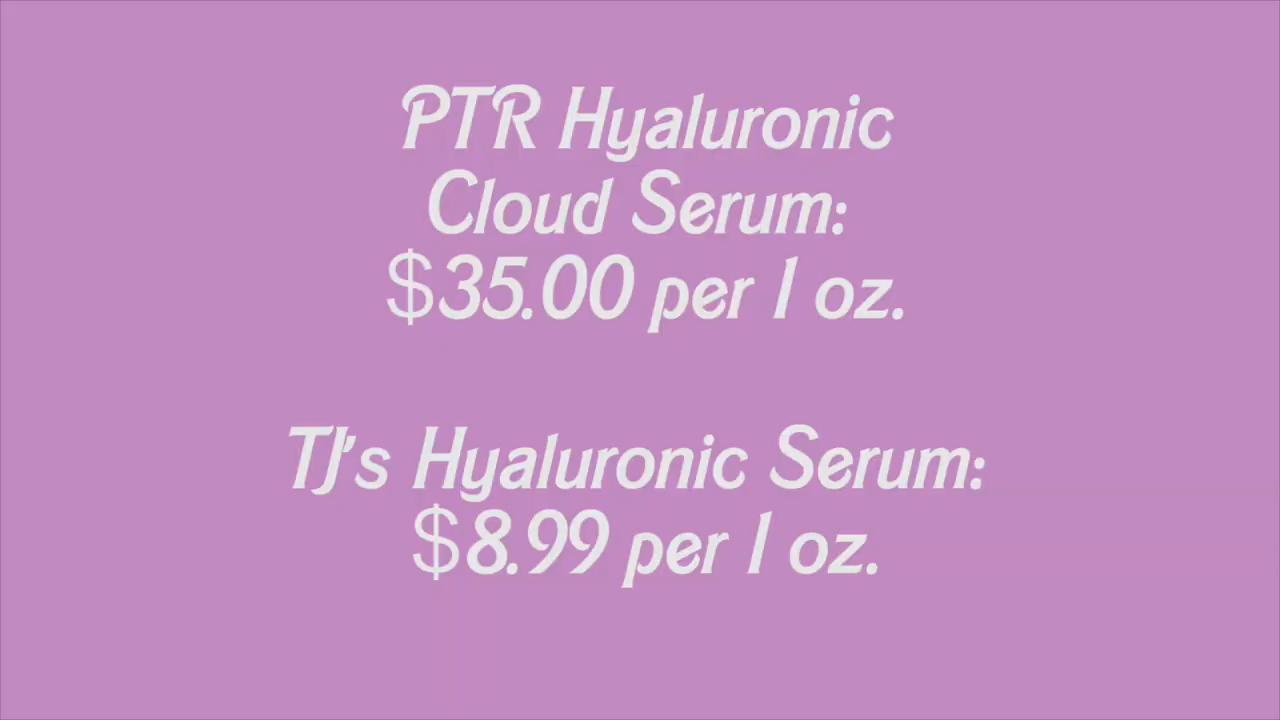 PTR Hyaluronic
Cloud Serum:
$35.00 per 1 oz.
TJ's Hyaluronic Serum:
$8.99 per 1 oz.